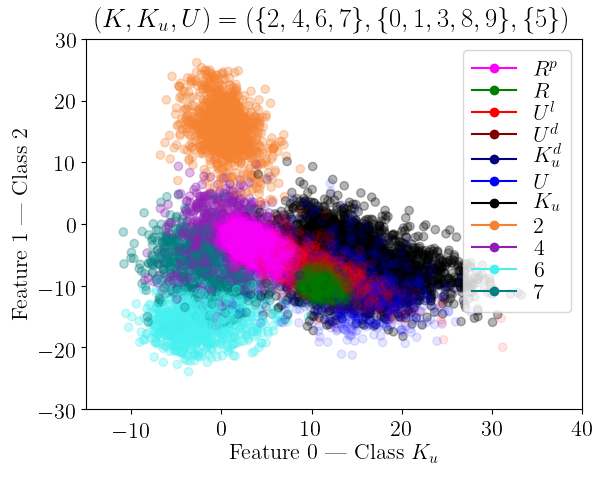 (K, K_u, U) = ({2, 4, 6, 7}, {0, 1, 3, 8, 9}, {5})
30
20
10
0
−10
−20
−30
Feature 1 — Class 2
R^p
R
U^l
U^d
K_u^d
U
K_u
2
4
6
7
−10
0
10
20
30
40
Feature 0 — Class K_u